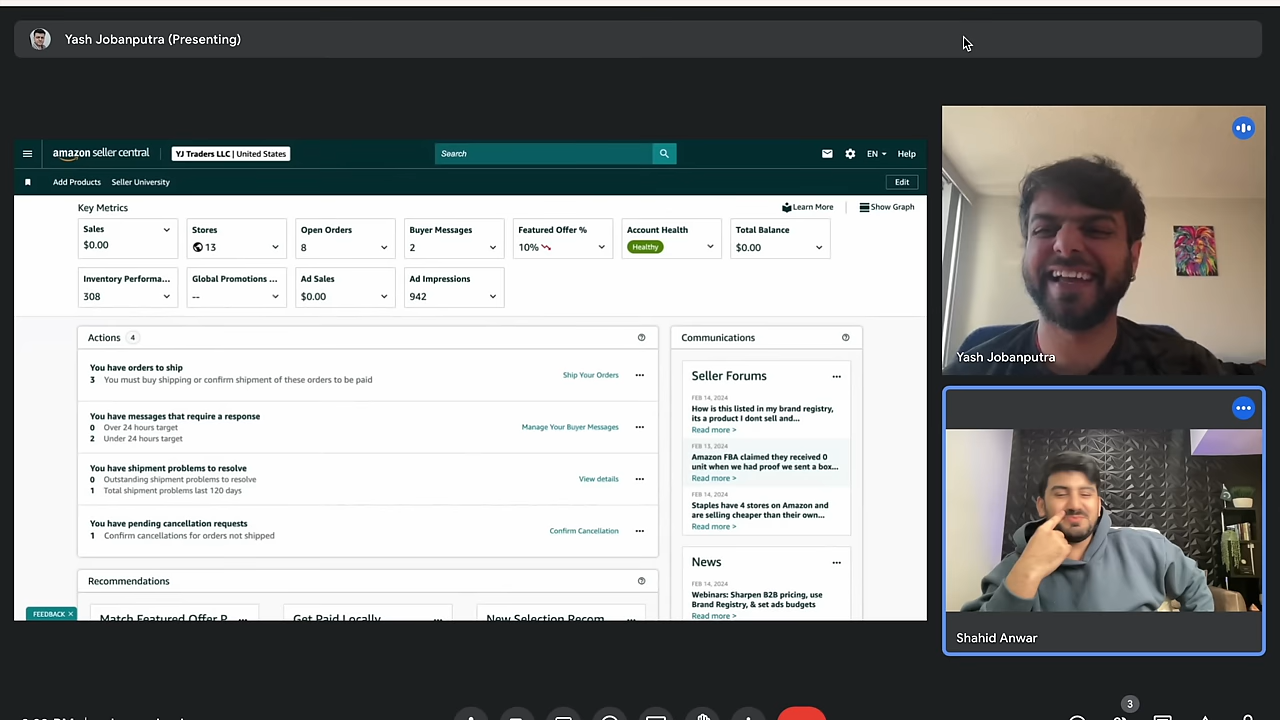 Yash Jobanputra (Presenting)
amazon seller central
YJ Traders LLC | United States
Search
EN
Help
Add Products
Seller University
Edit
Key Metrics
Learn More
Show Graph
Sales
$0.00
Stores
13
Open Orders
8
Buyer Messages
2
Featured Offer %
10%
Account Health
Healthy
Total Balance
$0.00
Inventory Performa...
308
Global Promotions ...
--
Ad Sales
$0.00
Ad Impressions
942
Actions 4
You have orders to ship
3 You must buy shipping or confirm shipment of these orders to be paid
Ship Your Orders
You have messages that require a response
0 Over 24 hours target
2 Under 24 hours target
Manage Your Buyer Messages
You have shipment problems to resolve
0 Outstanding shipment problems to resolve
1 Total shipment problems last 120 days
View details
You have pending cancellation requests
1 Confirm cancellations for orders not shipped
Confirm Cancellation
Recommendations
Match Featured Offer P...
Get Paid Locally
New Selection Recom...
FEEDBACK X
Communications
Seller Forums
FEB 14, 2024
How is this listed in my brand registry,
its a product I dont sell and...
Read more >
FEB 13, 2024
Amazon FBA claimed they received 0
unit when we had proof we sent a box...
Read more >
FEB 14, 2024
Staples have 4 stores on Amazon and
are selling cheaper than their own...
Read more >
News
FEB 14, 2024
Webinars: Sharpen B2B pricing, use
Brand Registry, & set ads budgets
Read more >
Yash Jobanputra
Shahid Anwar
3